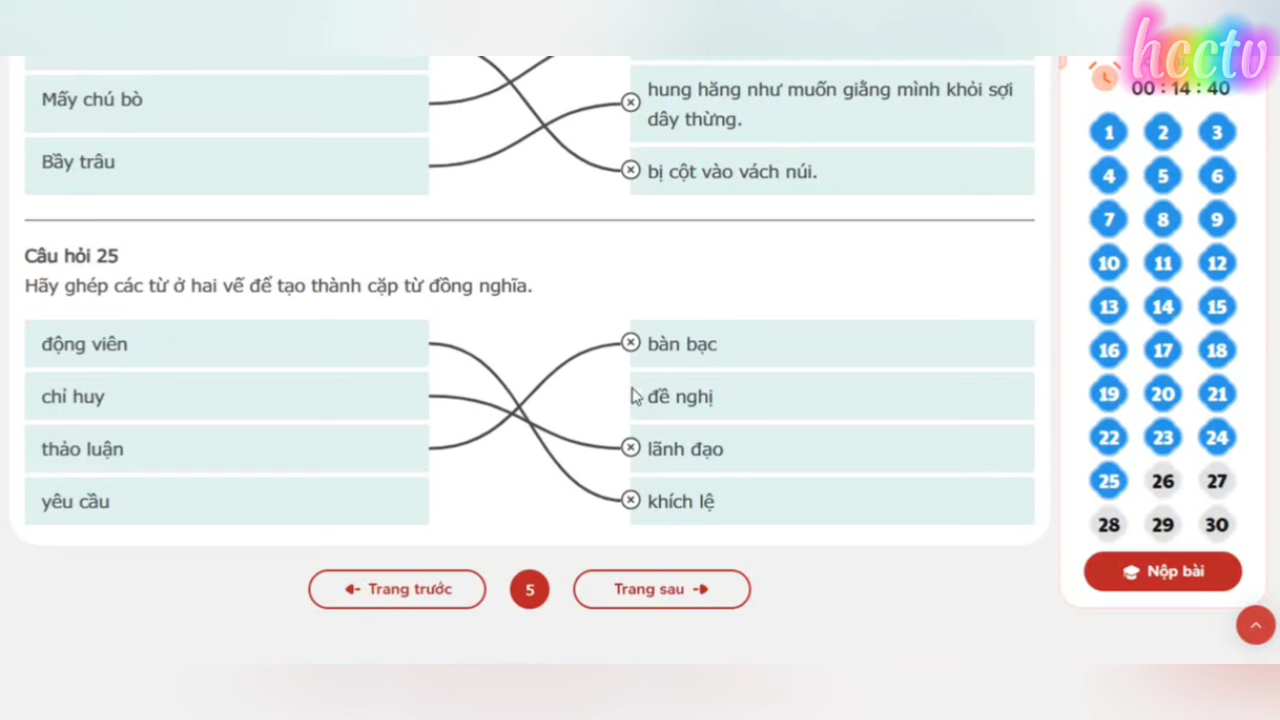 hcctv
00 : 14 : 40
Mấy chú bò
Bầy trâu
hung hăng như muốn giằng mình khỏi sợi
dây thừng.
bị cột vào vách núi.
Câu hỏi 25
Hãy ghép các từ ở hai vế để tạo thành cặp từ đồng nghĩa.
động viên
bàn bạc
chỉ huy
đề nghị
thảo luận
lãnh đạo
yêu cầu
khích lệ
Trang trước
5
Trang sau
1 2 3
4 5 6
7 8 9
10 11 12
13 14 15
16 17 18
19 20 21
22 23 24
25 26 27
28 29 30
Nộp bài